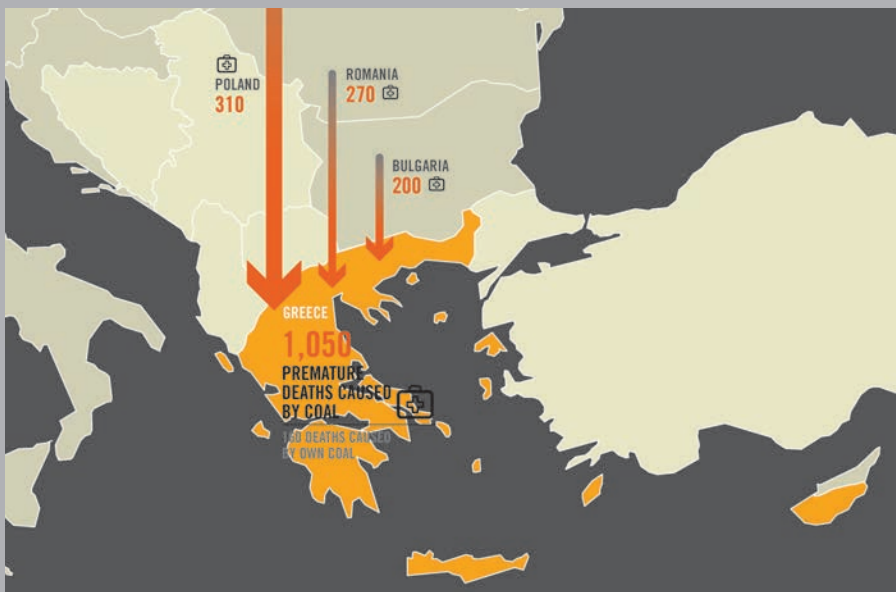 POLAND
310
ROMANIA
270
BULGARIA
200
GREECE
1,050
PREMATURE
DEATHS CAUSED
BY COAL
160 DEATHS CAUSED
BY OWN COAL